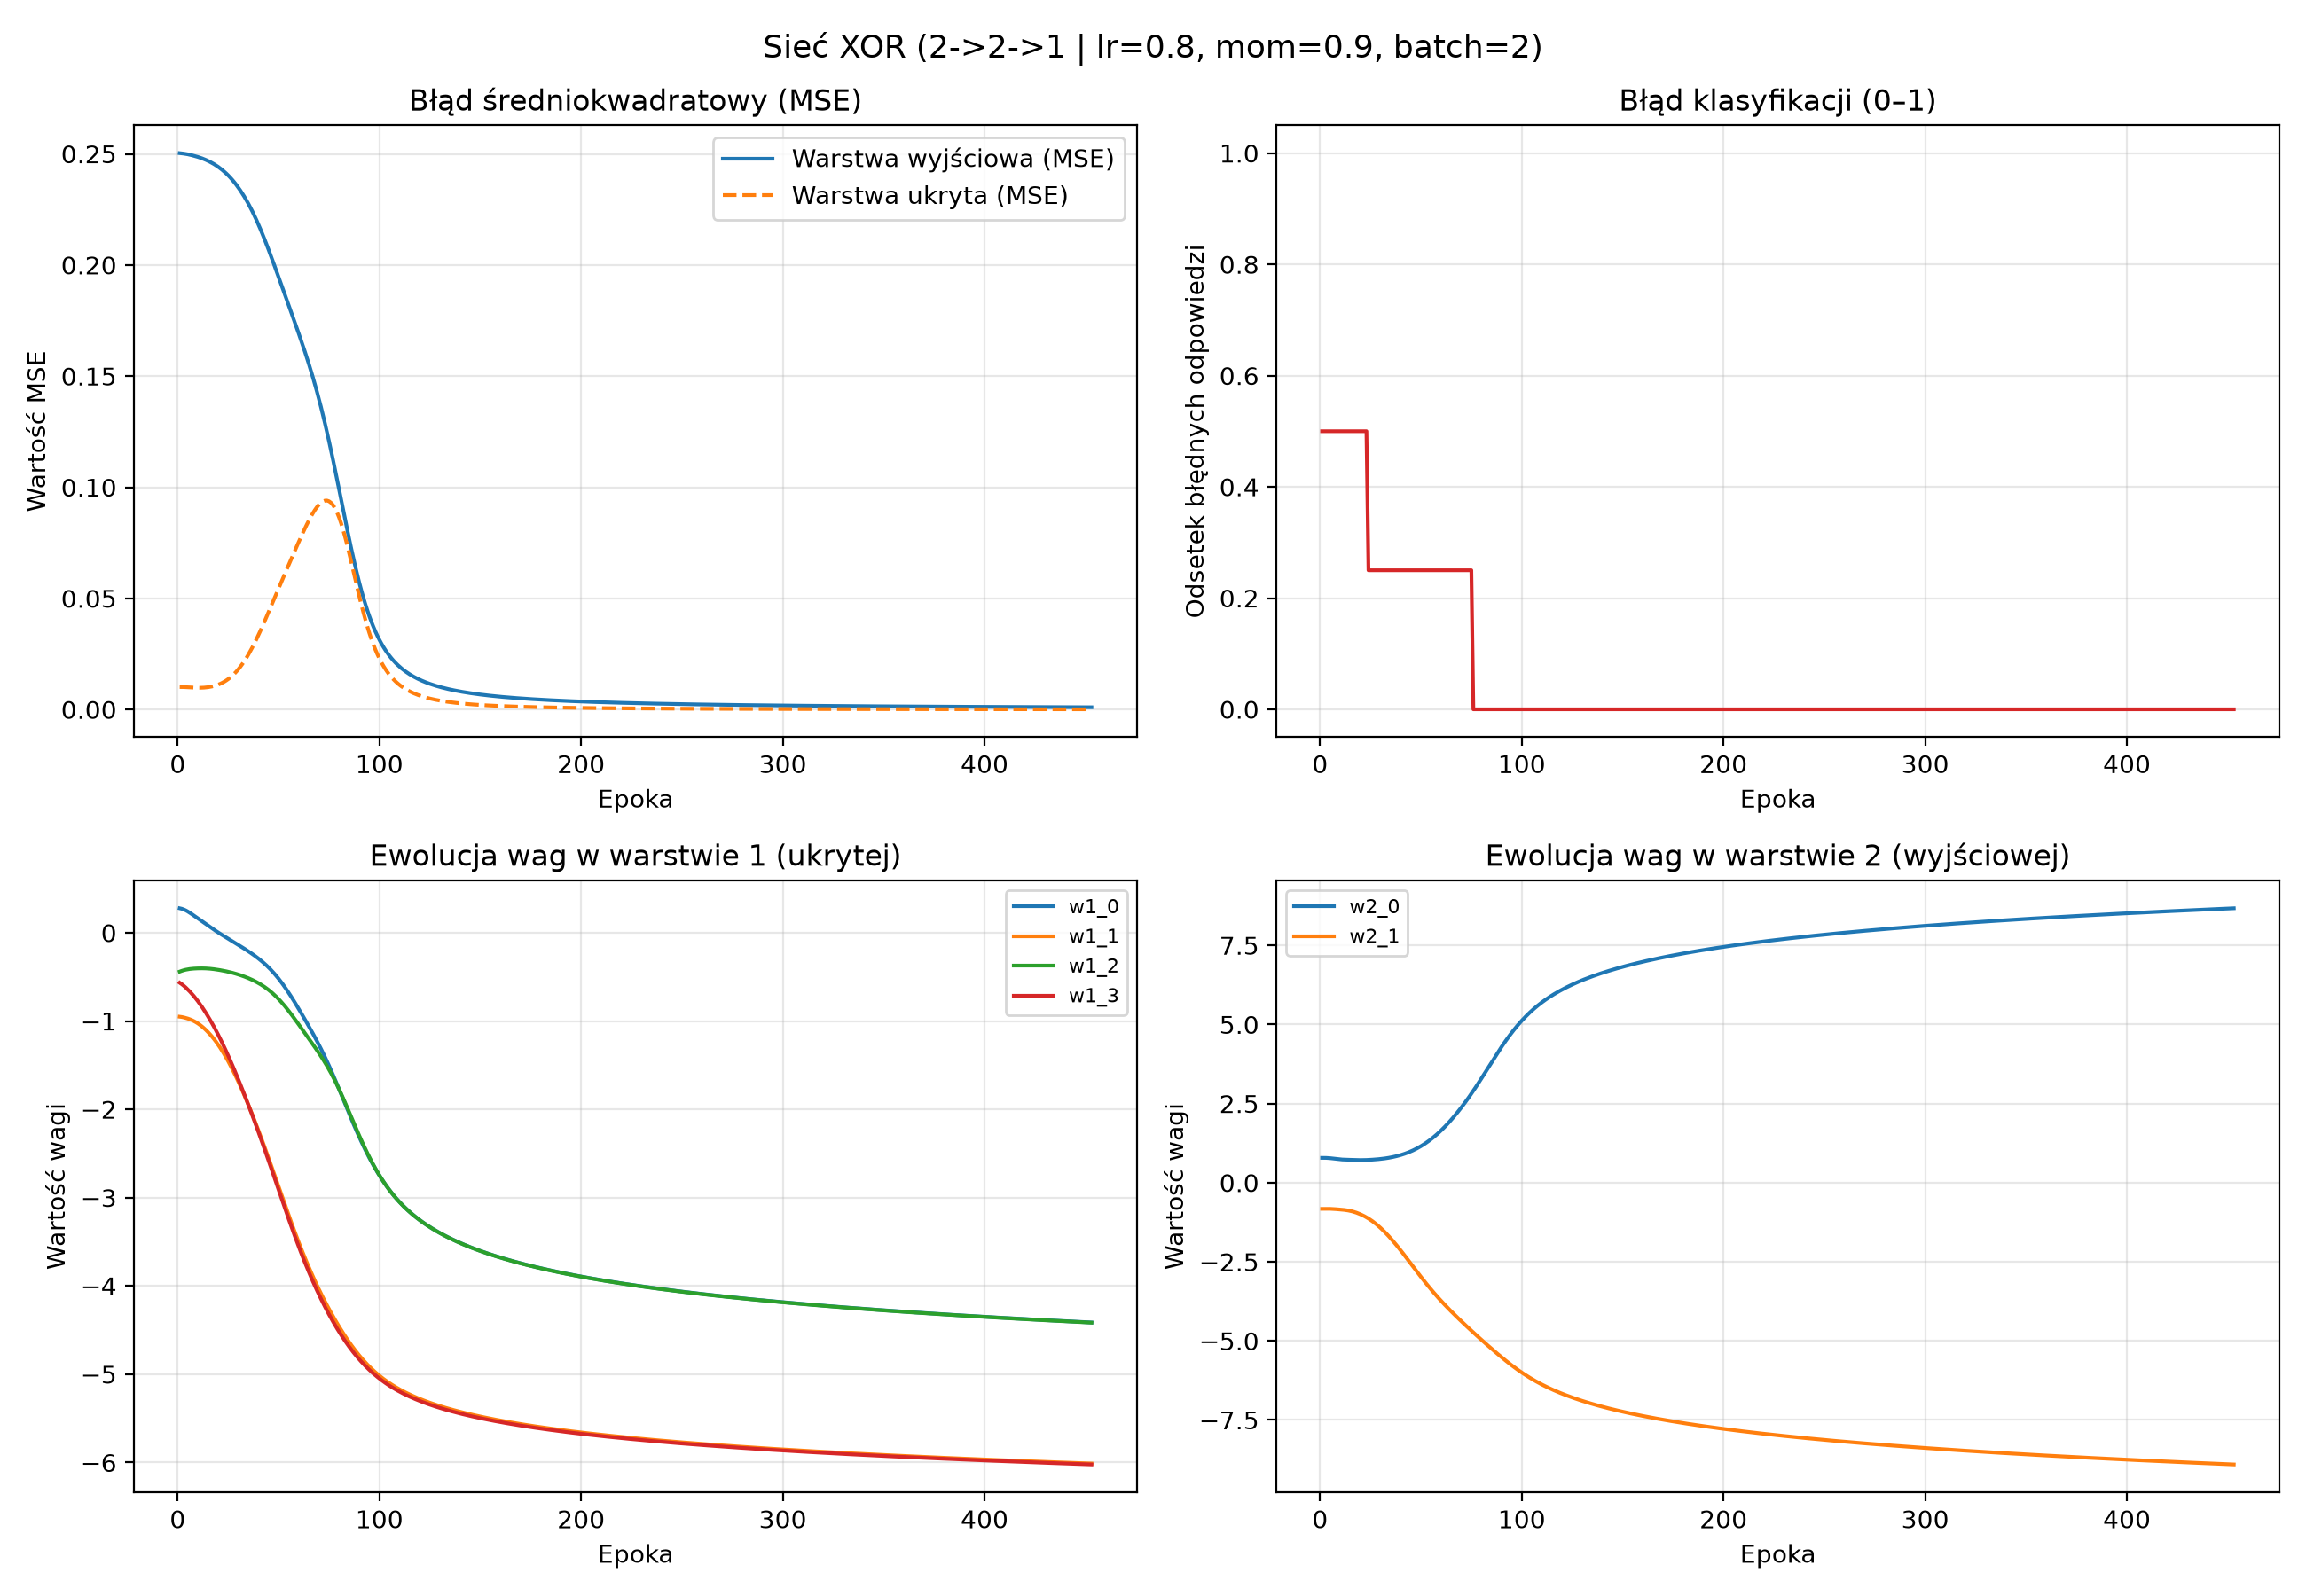 Sieć XOR (2->2->1 | lr=0.8, mom=0.9, batch=2)
Błąd średniokwadratowy (MSE)
Wartość MSE
0.25
0.20
0.15
0.10
0.05
0.00
Warstwa wyjściowa (MSE)
Warstwa ukryta (MSE)
0 100 200 300 400
Epoka
Błąd klasyfikacji (0–1)
Odsetek błędnych odpowiedzi
1.0
0.8
0.6
0.4
0.2
0.0
0 100 200 300 400
Epoka
Ewolucja wag w warstwie 1 (ukrytej)
Wartość wagi
0
−1
−2
−3
−4
−5
−6
w1_0
w1_1
w1_2
w1_3
0 100 200 300 400
Epoka
Ewolucja wag w warstwie 2 (wyjściowej)
Wartość wagi
7.5
5.0
2.5
0.0
−2.5
−5.0
−7.5
w2_0
w2_1
0 100 200 300 400
Epoka